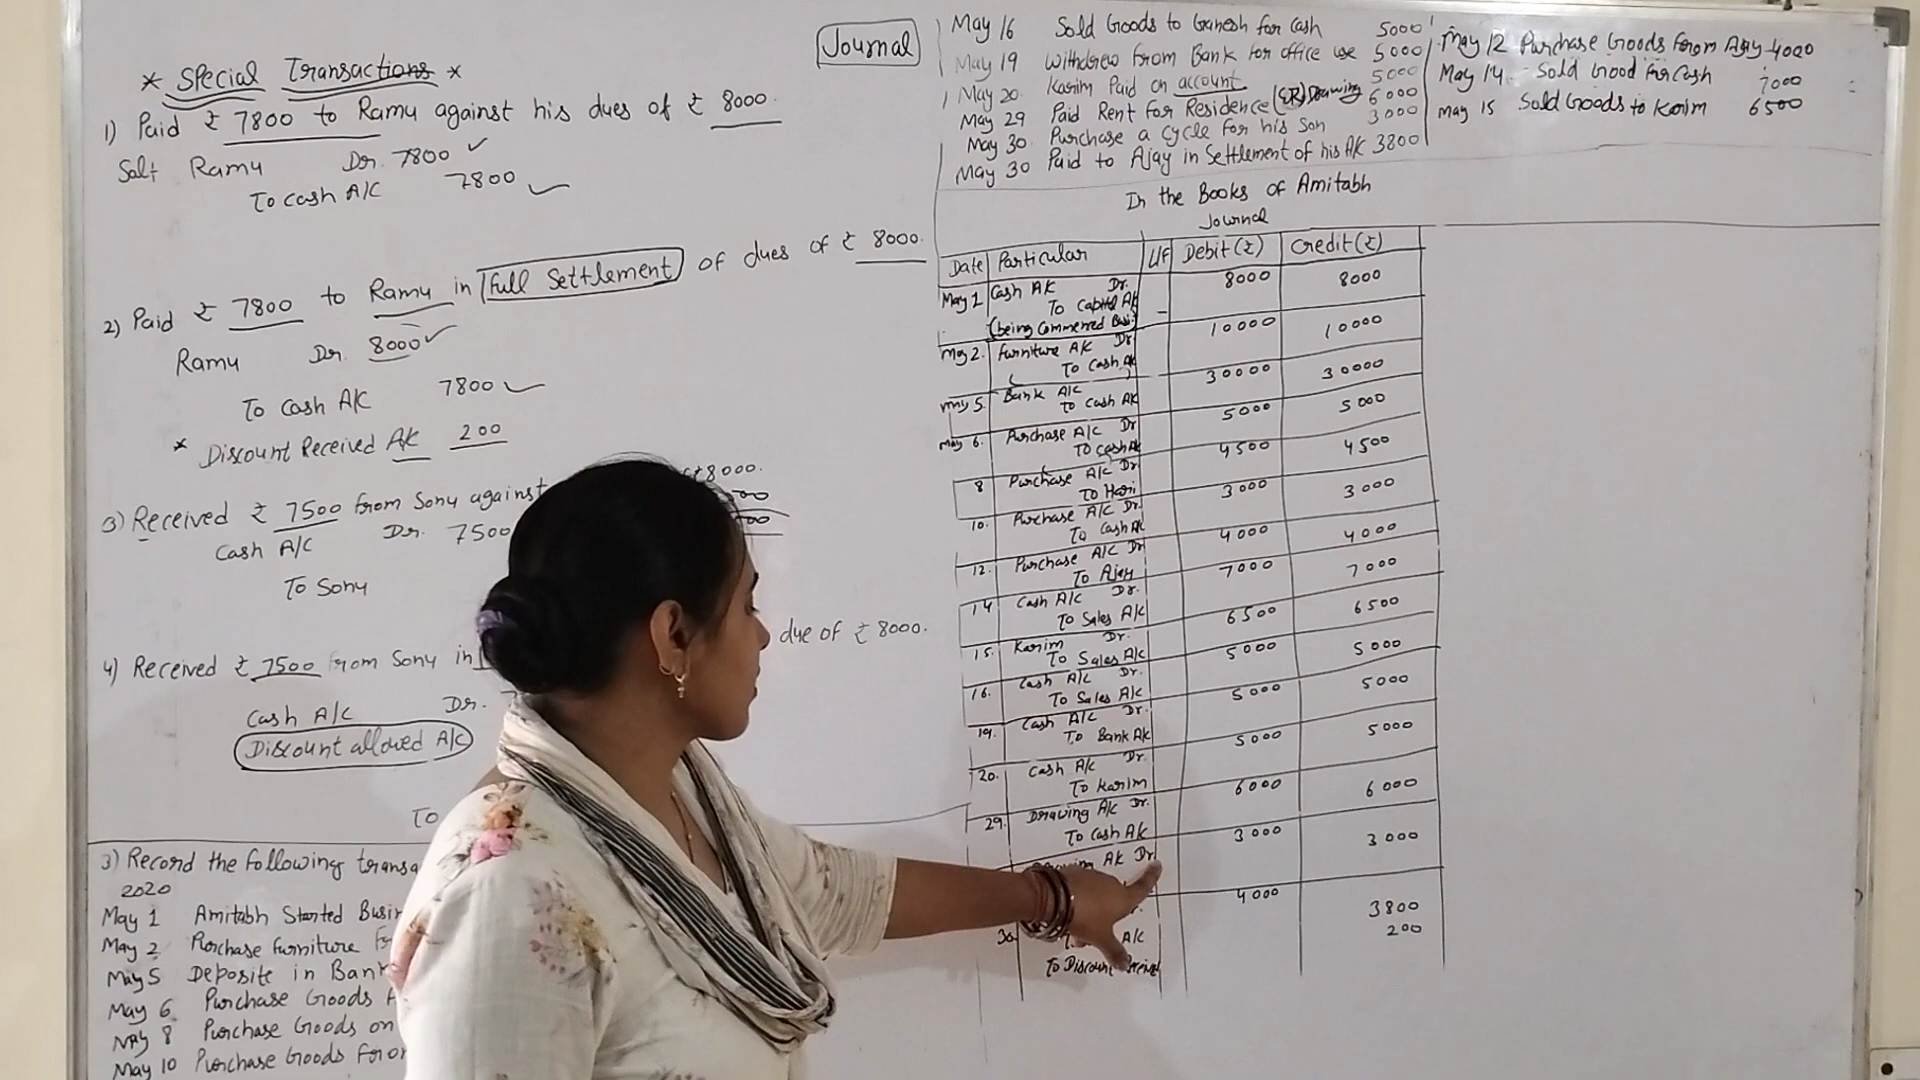 Journal
* Special Transactions *
1) Paid ₹ 7800 to Ramu against his dues of ₹ 8000.
Ramu Dr. 7800 ✓
To cash A/C 7800 ✓
2) Paid ₹ 7800 to Ramu in Full Settlement of dues of ₹ 8000.
Ramu Dr. 8000 ✓
To Cash A/C 7800 ✓
* Discount Received A/C 200
3) Received ₹ 7500 from Sony against ₹8000.
Cash A/C Dr. 7500
To Sony
4) Received ₹ 7500 from Sony in due of ₹ 8000.
Cash A/C Dr.
Discount allowed A/C
To
3) Record the following transa
2020
May 1 Amitabh Started Busi
May 2 Purchase Furniture
May 5 Deposite in Bank
May 6 Purchase Goods
May 8 Purchase Goods on
May 10 Purchase Goods For
May 16 Sold Goods to Ganesh for cash 5000
May 19 Withdrew from Bank for office use 5000
May 20 Karim Paid on account 5000
May 29 Paid Rent for Residence Drawing 6000
May 30 Purchase a cycle for his Son 3000
May 30 Paid to Ajay in Settlement of his A/c 3800
May 12 Purchase Goods from Ajay 4000
May 14 Sold Good for Cash 7000
May 15 Sold Goods to Karim 6500
In the Books of Amitabh
Journal
Date Particular L/F Debit (₹) Credit (₹)
May 1 Cash A/c Dr. 8000 8000
To Capital A/c
(being Commenced Busi.
May 2. Furniture A/c Dr 10000 10000
To Cash A/c
May 5 Bank A/C 30000 30000
To Cash A/c
May 6. Purchase A/C Dr 5000 5000
To Cash A/c
8 Purchase A/C Dr 4500 4500
To Hari
10. Purchase A/C Dr. 3000 3000
To Cash A/c
12. Purchase A/C Dr 4000 4000
To Ajay
14 Cash A/C Dr. 7000 7000
To Sales A/c
15. Karim Dr. 6500 6500
To Sales A/c
16. Cash A/C Dr. 5000 5000
To Sales A/c
19. Cash A/C Dr. 5000 5000
To Bank A/c
20. Cash A/c Dr. 5000 5000
To Karim
29. Drawing A/c Dr. 6000 6000
To Cash A/c
A/c Dr 3000 3000
30. 4000
A/c 3800
To Discount 200